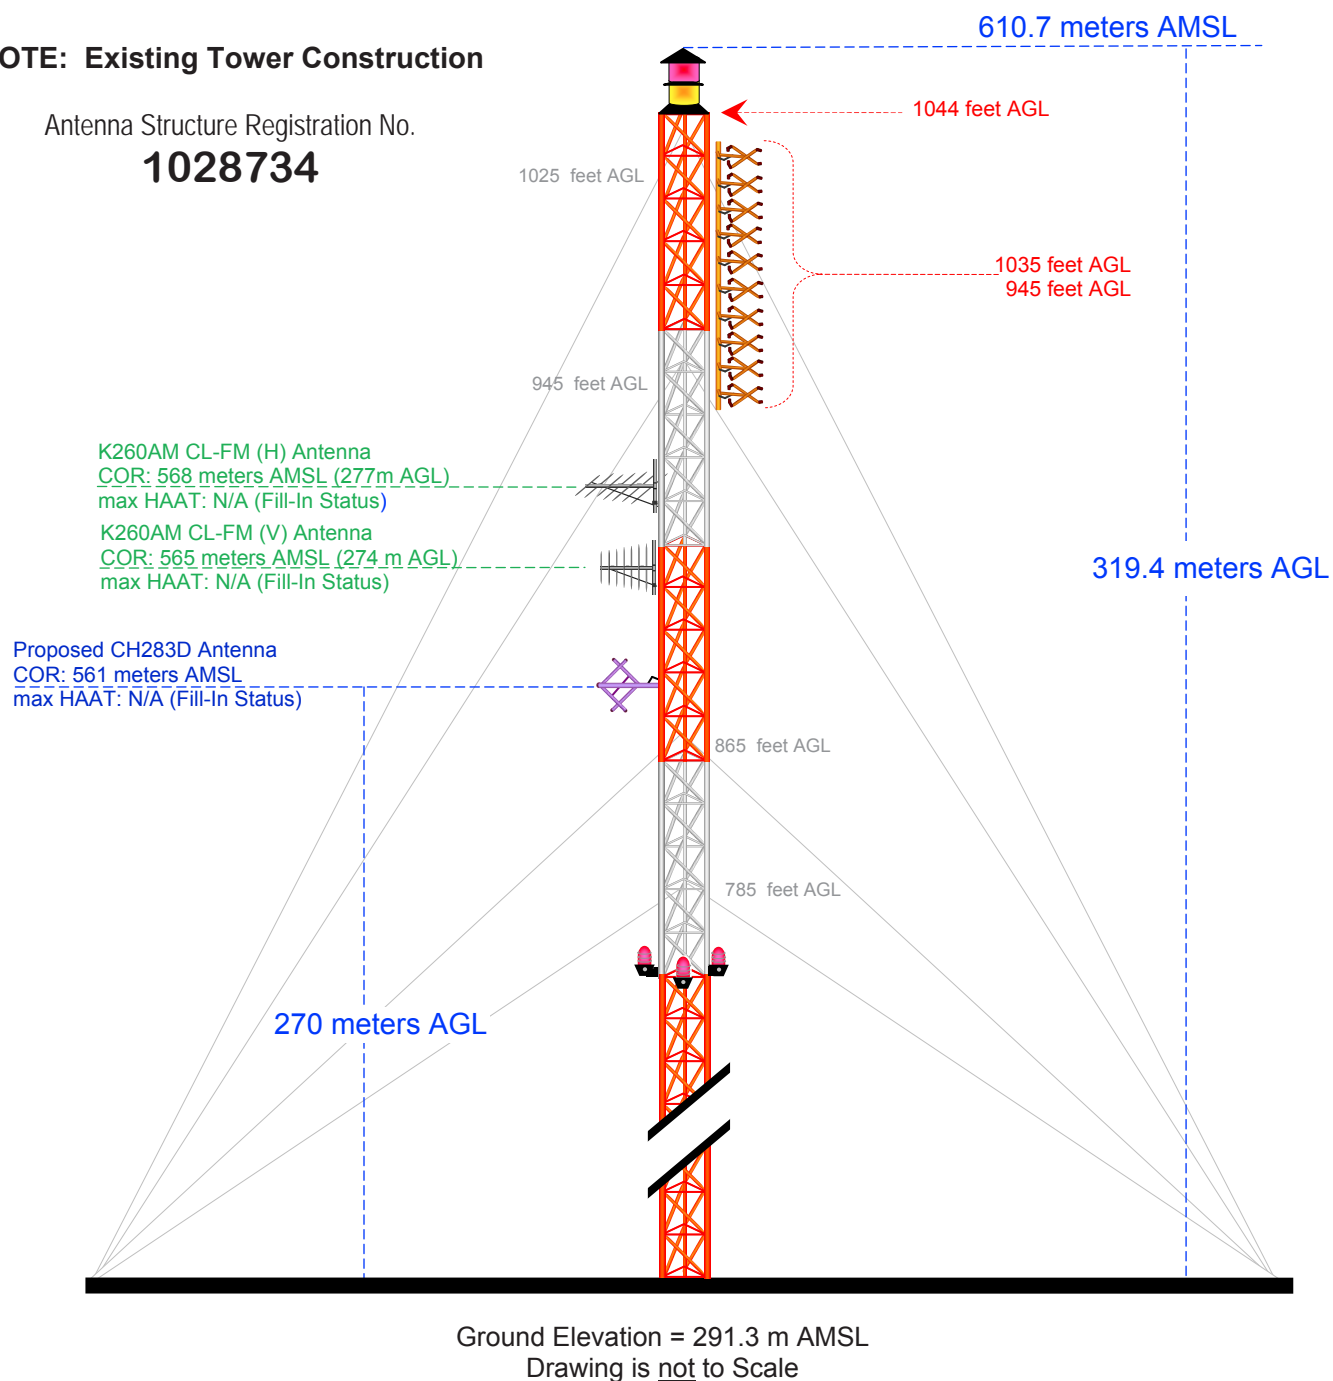 610.7 meters AMSL
OTE: Existing Tower Construction
Antenna Structure Registration No.
1028734
1044 feet AGL
1025 feet AGL
1035 feet AGL
945 feet AGL
945 feet AGL
K260AM CL-FM (H) Antenna
COR: 568 meters AMSL (277m AGL)
max HAAT: N/A (Fill-In Status)
K260AM CL-FM (V) Antenna
COR: 565 meters AMSL (274 m AGL)
max HAAT: N/A (Fill-In Status)
319.4 meters AGL
Proposed CH283D Antenna
COR: 561 meters AMSL
max HAAT: N/A (Fill-In Status)
865 feet AGL
785 feet AGL
270 meters AGL
Ground Elevation = 291.3 m AMSL
Drawing is not to Scale